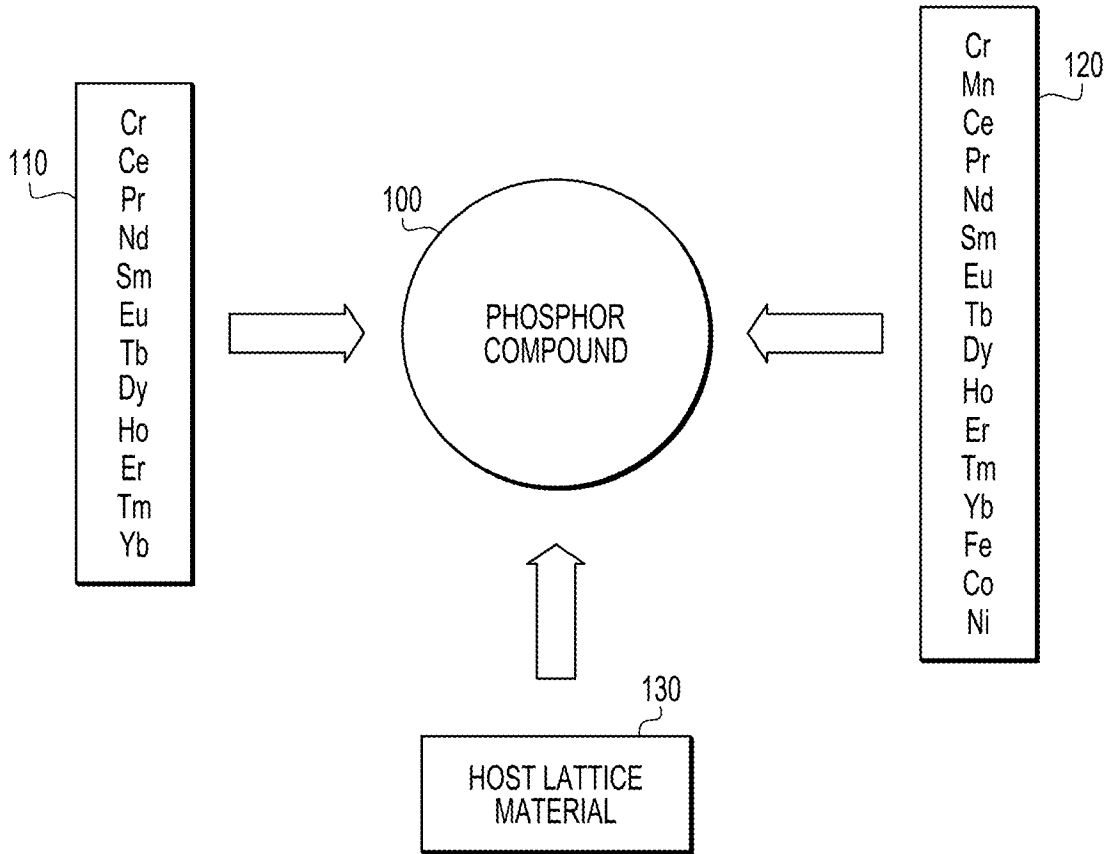 110
Cr
Ce
Pr
Nd
Sm
Eu
Tb
Dy
Ho
Er
Tm
Yb
100
PHOSPHOR
COMPOUND
120
Cr
Mn
Ce
Pr
Nd
Sm
Eu
Tb
Dy
Ho
Er
Tm
Yb
Fe
Co
Ni
130
HOST LATTICE
MATERIAL